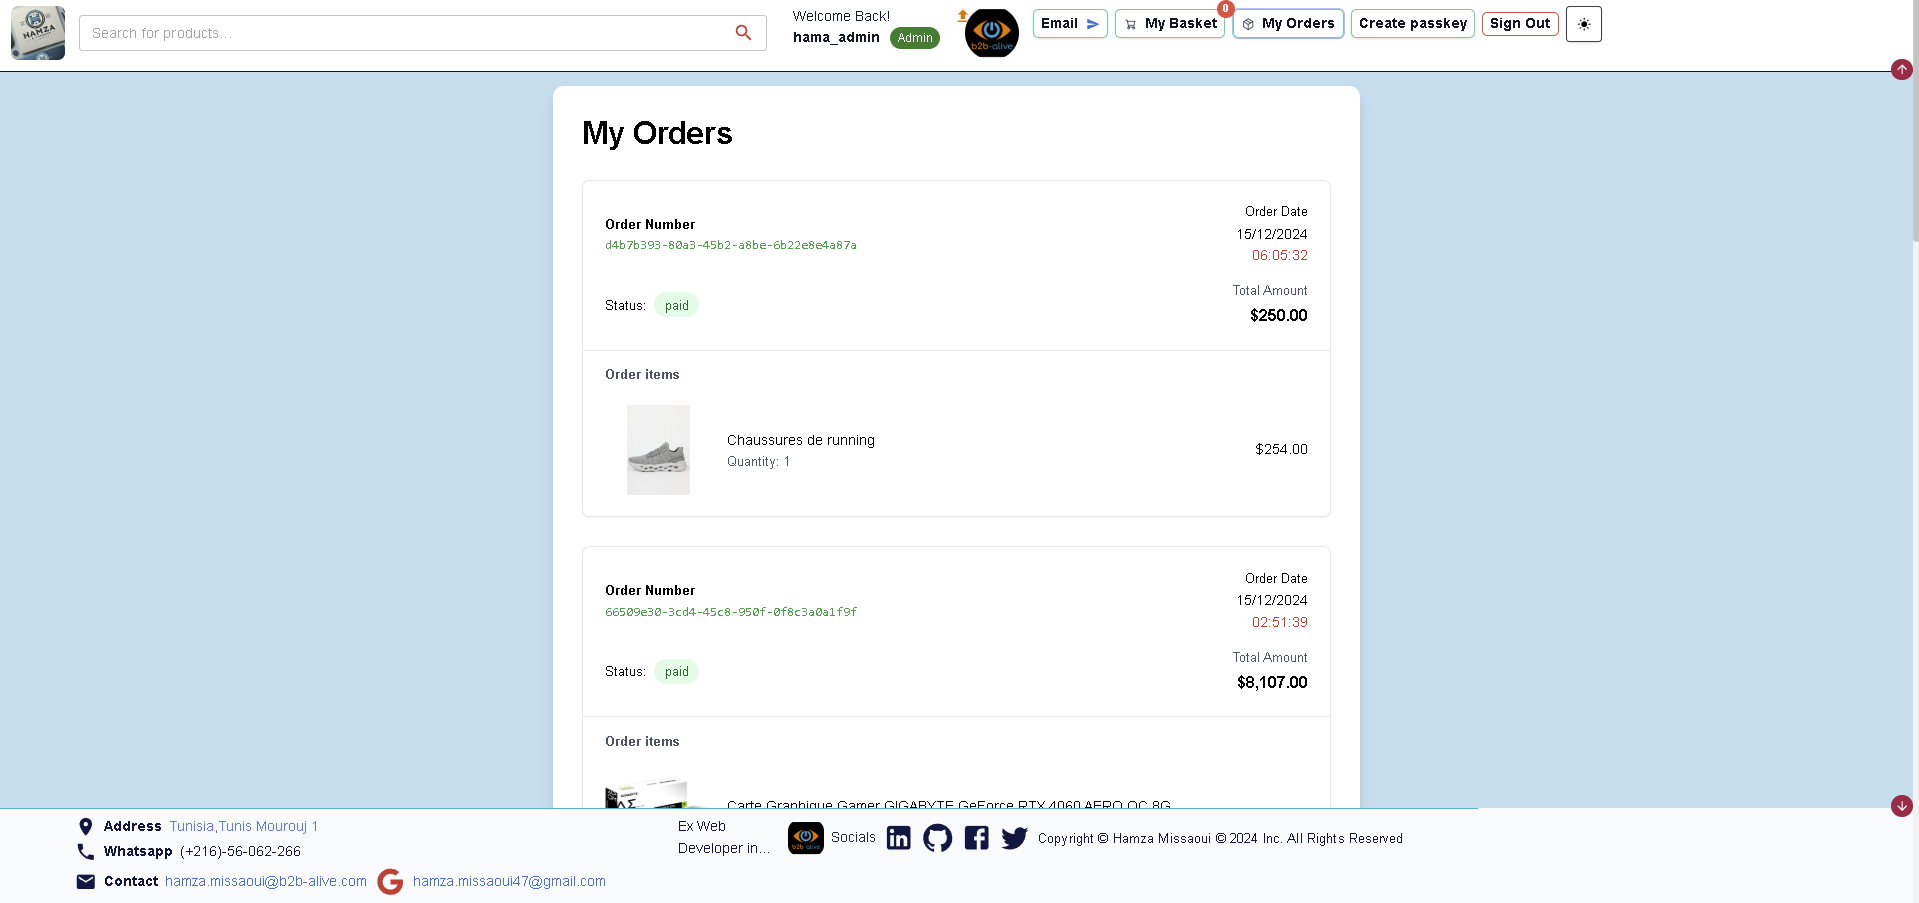 HAMZA
Search for products...
Welcome Back!
hama_admin Admin
b2b-alive
Email
0
My Basket
My Orders
Create passkey
Sign Out
My Orders
Order Number
d4b7b393-80a3-45b2-a8be-6b22e8e4a87a
Order Date
15/12/2024
06:05:32
Status: paid
Total Amount
$250.00
Order items
Chaussures de running
Quantity: 1
$254.00
Order Number
66509e30-3cd4-45c8-950f-0f8c3a0a1f9f
Order Date
15/12/2024
02:51:39
Status: paid
Total Amount
$8,107.00
Order items
Carte Graphique Gamer GIGABYTE GeForce RTX 4060 AERO OC 8G
Address Tunisia,Tunis Mourouj 1
Whatsapp (+216)-56-062-266
Contact hamza.missaoui@b2b-alive.com hamza.missaoui47@gmail.com
Ex Web
Developer in...
b2b-alive
Socials
Copyright © Hamza Missaoui © 2024 Inc. All Rights Reserved